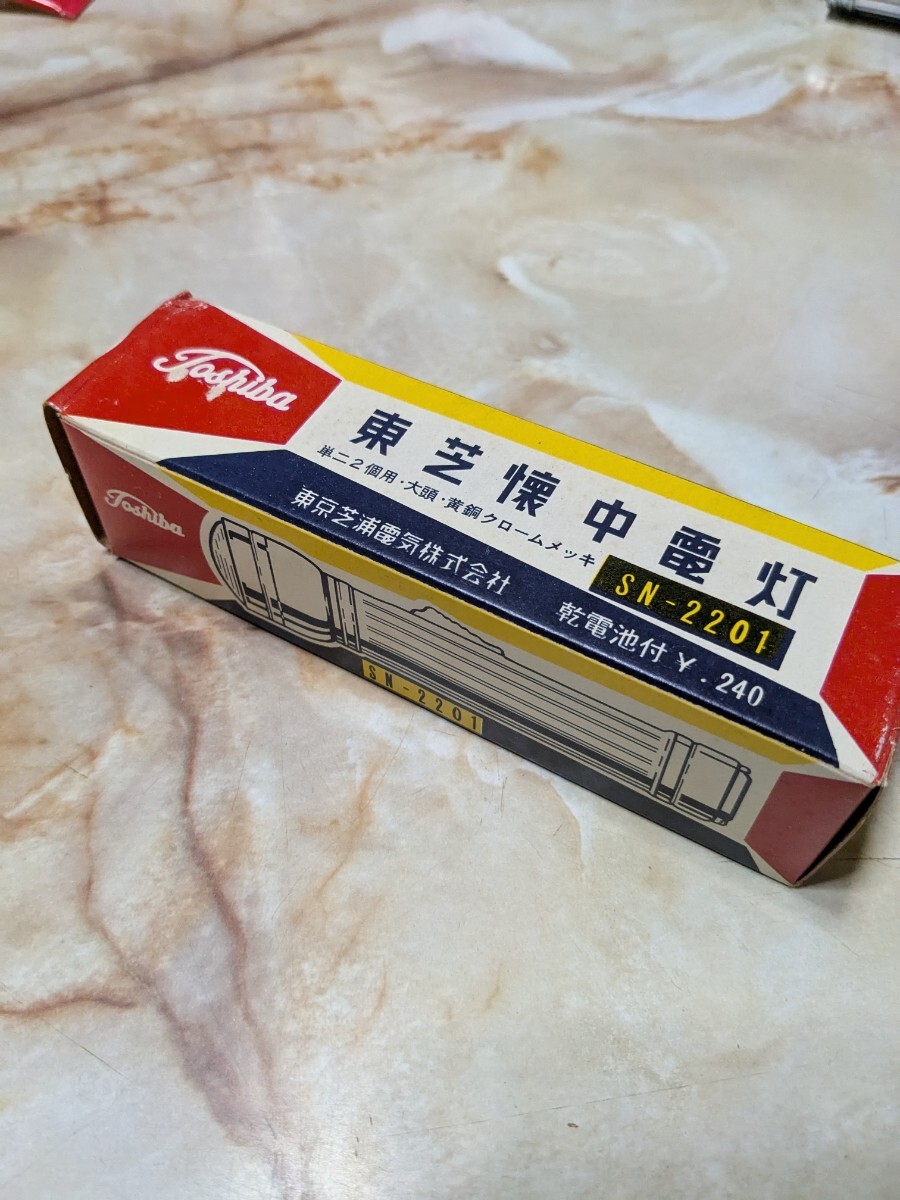 Toshiba
東芝懐中電灯
単二2個用・大頭・黄銅クロームメッキ
SN-2201
東京芝浦電気株式会社 乾電池付¥.240
Toshiba
SN-2201